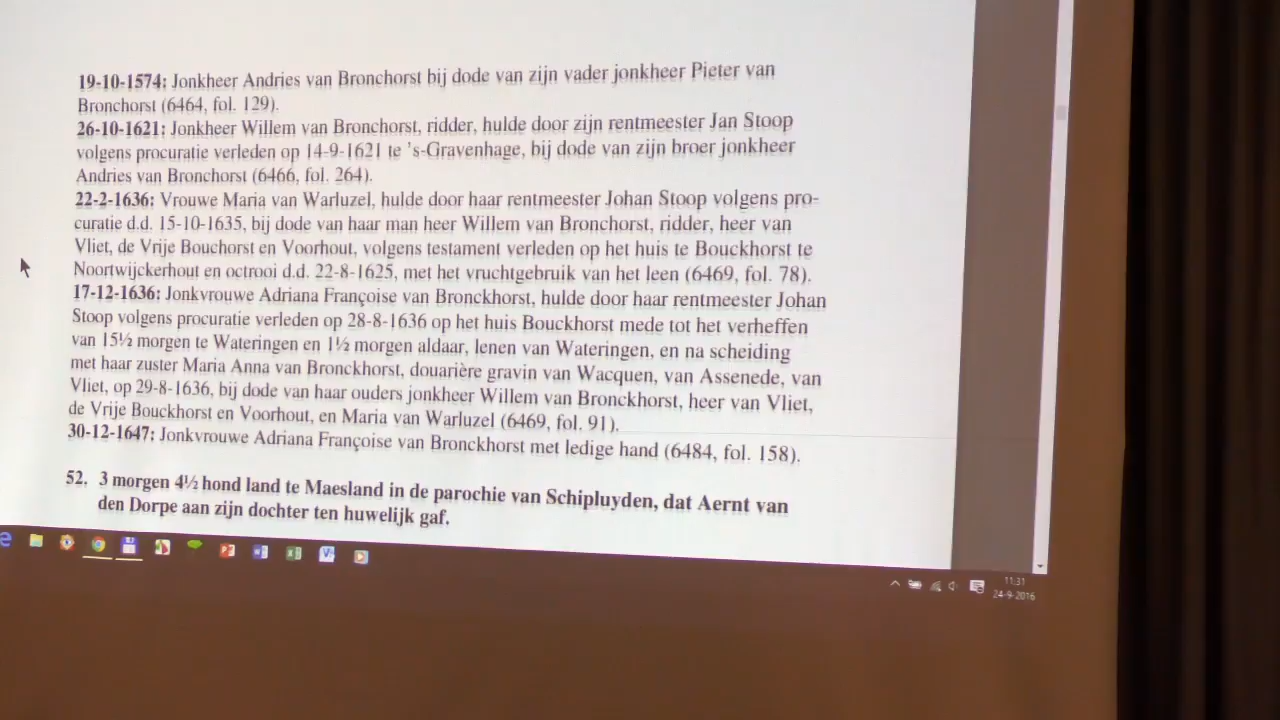 19-10-1574: Jonkheer Andries van Bronchorst bij dode van zijn vader jonkheer Pieter van
Bronchorst (6464, fol. 129).
26-10-1621: Jonkheer Willem van Bronchorst, ridder, hulde door zijn rentmeester Jan Stoop
volgens procuratie verleden op 14-9-1621 te 's-Gravenhage, bij dode van zijn broer jonkheer
Andries van Bronchorst (6466, fol. 264).
22-2-1636: Vrouwe Maria van Warluzel, hulde door haar rentmeester Johan Stoop volgens pro-
curatie d.d. 15-10-1635, bij dode van haar man heer Willem van Bronchorst, ridder, heer van
Vliet, de Vrije Bouchorst en Voorhout, volgens testament verleden op het huis te Bouckhorst te
Noortwijckerhout en octrooi d.d. 22-8-1625, met het vruchtgebruik van het leen (6469, fol. 78).
17-12-1636: Jonkvrouwe Adriana Françoise van Bronckhorst, hulde door haar rentmeester Johan
Stoop volgens procuratie verleden op 28-8-1636 op het huis Bouckhorst mede tot het verheffen
van 15½ morgen te Wateringen en 1½ morgen aldaar, lenen van Wateringen, en na scheiding
met haar zuster Maria Anna van Bronckhorst, douarière gravin van Wacquen, van Assenede, van
Vliet, op 29-8-1636, bij dode van haar ouders jonkheer Willem van Bronckhorst, heer van Vliet,
de Vrije Bouckhorst en Voorhout, en Maria van Warluzel (6469, fol. 91).
30-12-1647: Jonkvrouwe Adriana Françoise van Bronckhorst met ledige hand (6484, fol. 158).
52. 3 morgen 4½ hond land te Maesland in de parochie van Schipluyden, dat Aernt van
den Dorpe aan zijn dochter ten huwelijk gaf.
11:31
24-9-2016